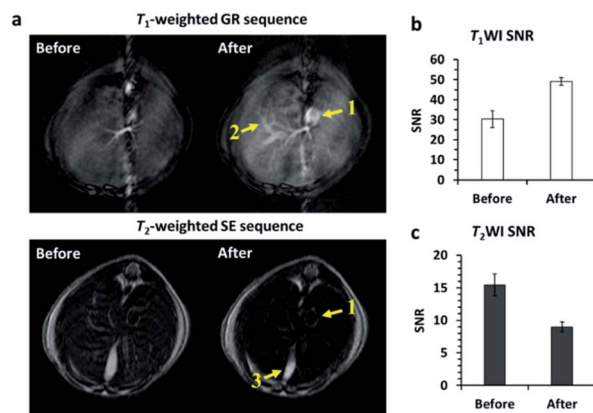 a
T1-weighted GR sequence
Before
After
1
2
T2-weighted SE sequence
Before
After
1
3
b
T1WI SNR
SNR
60
50
40
30
20
10
0
Before
After
c
T2WI SNR
SNR
20
15
10
5
0
Before
After